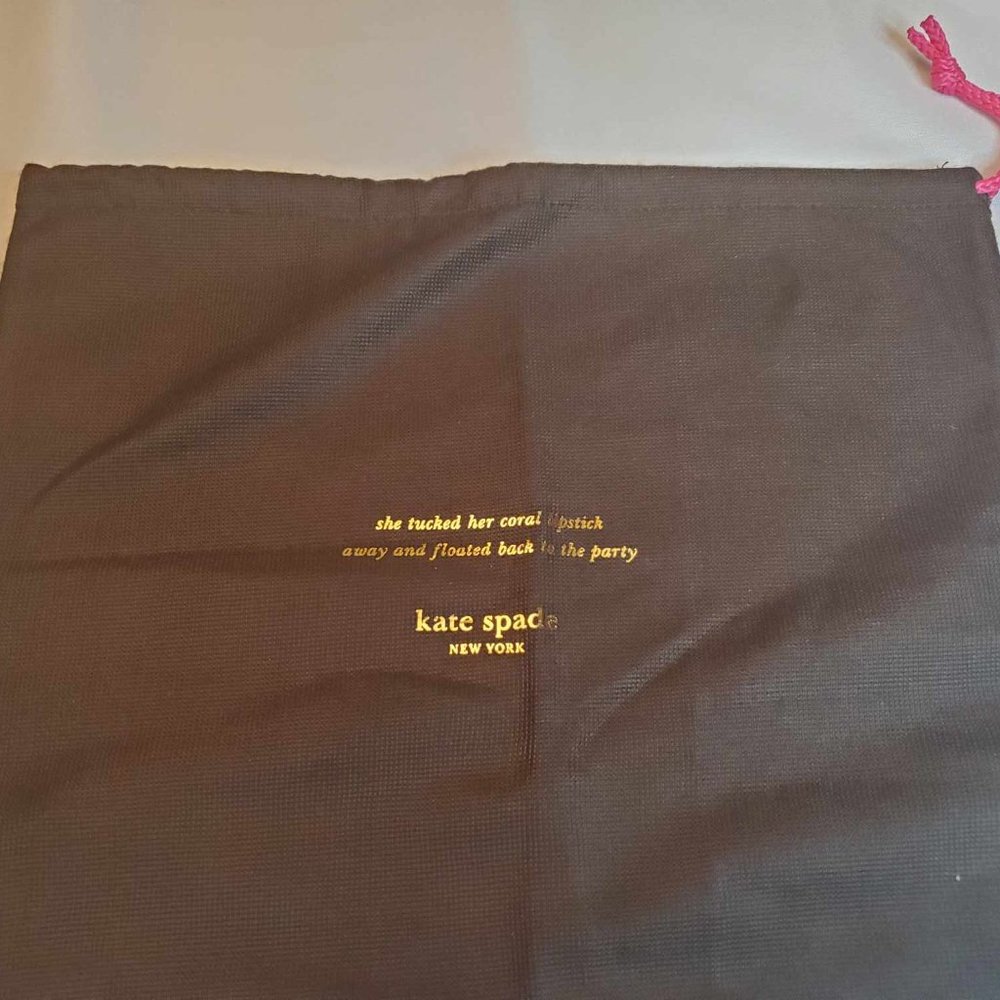 she tucked her coral lipstick
away and floated back to the party
kate spade
NEW YORK